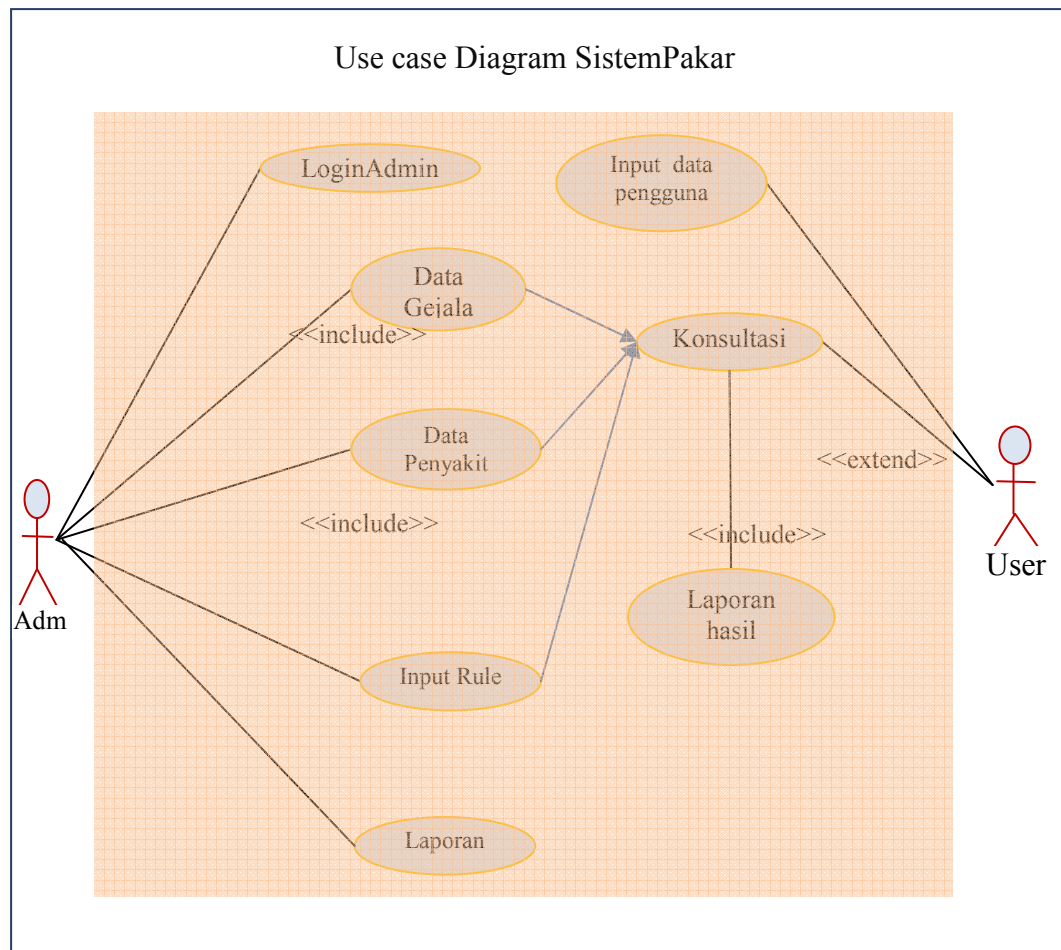 Use case Diagram SistemPakar
LoginAdmin
Input data
pengguna
Data
Gejala
<<include>>
Konsultasi
Data
Penyakit
<<extend>>
<<include>>
<<include>>
User
Laporan
hasil
Adm
Input Rule
Laporan